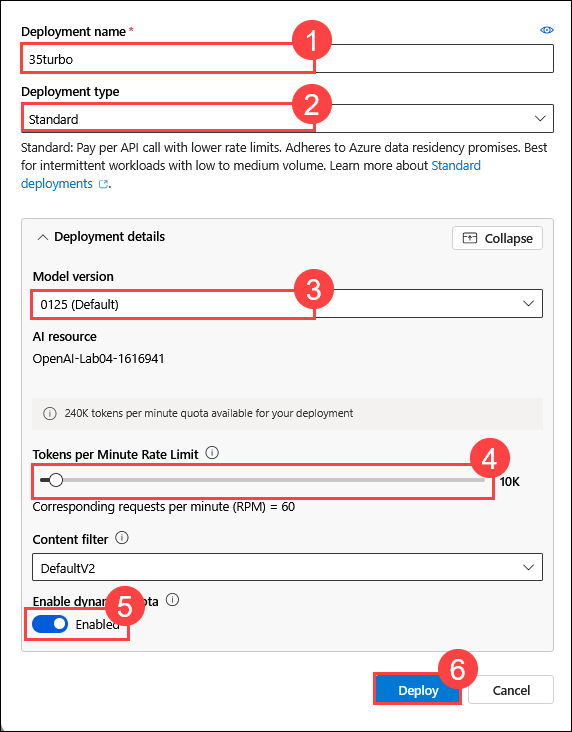 Deployment name *
1
35turbo
Deployment type
2
Standard
Standard: Pay per API call with lower rate limits. Adheres to Azure data residency promises. Best
for intermittent workloads with low to medium volume. Learn more about Standard
deployments .
Deployment details
Collapse
Model version
3
0125 (Default)
AI resource
OpenAI-Lab04-1616941
240K tokens per minute quota available for your deployment
Tokens per Minute Rate Limit
4
10K
Corresponding requests per minute (RPM) = 60
Content filter
DefaultV2
Enable dynam ota
5
Enabled
6
Deploy
Cancel